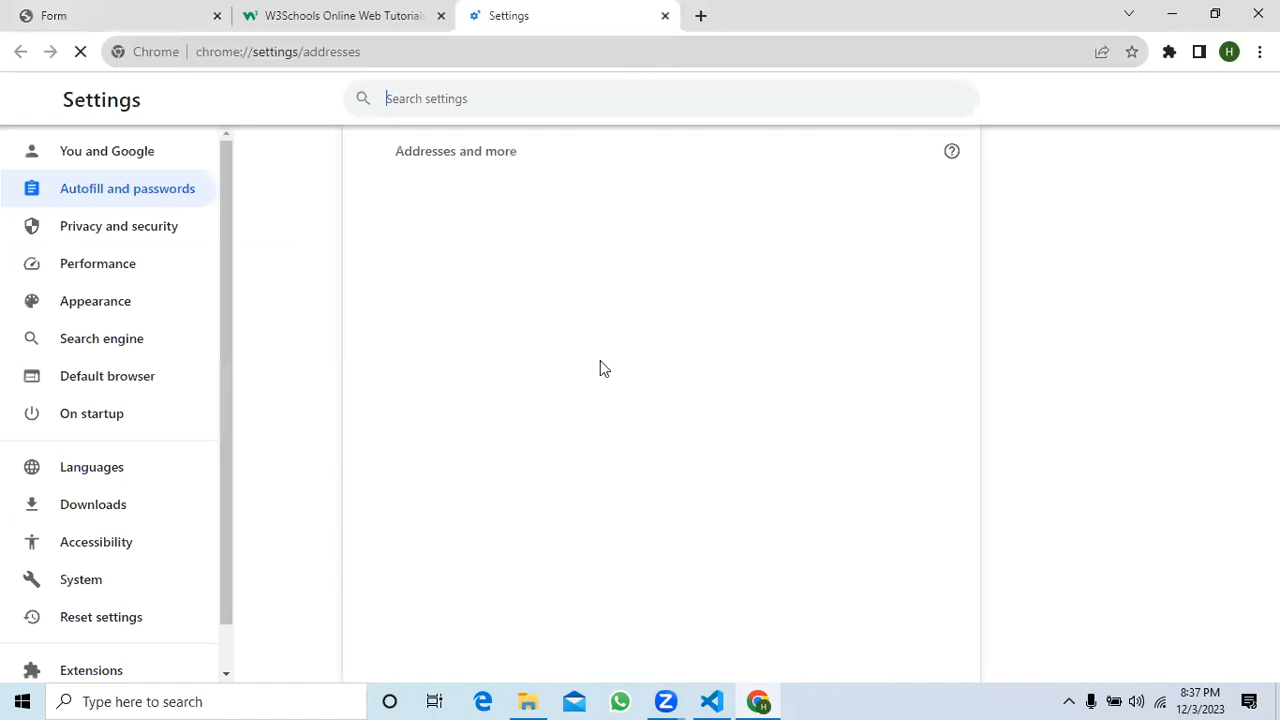 Form
W3Schools Online Web Tutorials
Settings
Chrome
chrome://settings/addresses
H
Settings
Search settings
You and Google
Autofill and passwords
Privacy and security
Performance
Appearance
Search engine
Default browser
On startup
Languages
Downloads
Accessibility
System
Reset settings
Extensions
Addresses and more
Type here to search
8:37 PM
12/3/2023